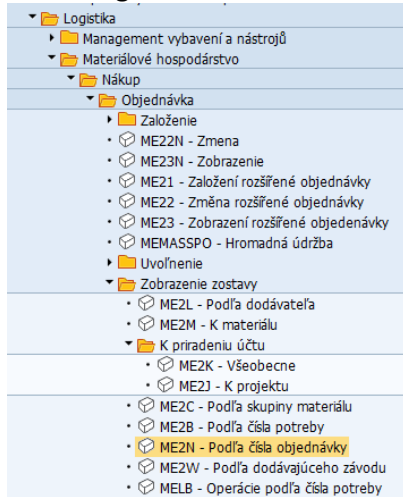 Logistika
Management vybavení a nástrojů
Materiálové hospodárstvo
Nákup
Objednávka
Založenie
ME22N - Zmena
ME23N - Zobrazenie
ME21 - Založení rozšířené objednávky
ME22 - Změna rozšířené objednávky
ME23 - Zobrazení rozšířené objedenávky
MEMASSPO - Hromadná údržba
Uvoľnenie
Zobrazenie zostavy
ME2L - Podľa dodávateľa
ME2M - K materiálu
K priradeniu účtu
ME2K - Všeobecne
ME2J - K projektu
ME2C - Podľa skupiny materiálu
ME2B - Podľa čísla potreby
ME2N - Podľa čísla objednávky
ME2W - Podľa dodávajúceho závodu
MELB - Operácie podľa čísla potreby